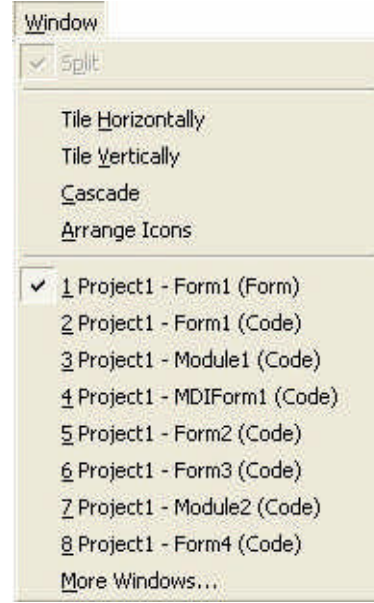 Window
Split
Tile Horizontally
Tile Vertically
Cascade
Arrange Icons
1 Project1 - Form1 (Form)
2 Project1 - Form1 (Code)
3 Project1 - Module1 (Code)
4 Project1 - MDIForm1 (Code)
5 Project1 - Form2 (Code)
6 Project1 - Form3 (Code)
7 Project1 - Module2 (Code)
8 Project1 - Form4 (Code)
More Windows...